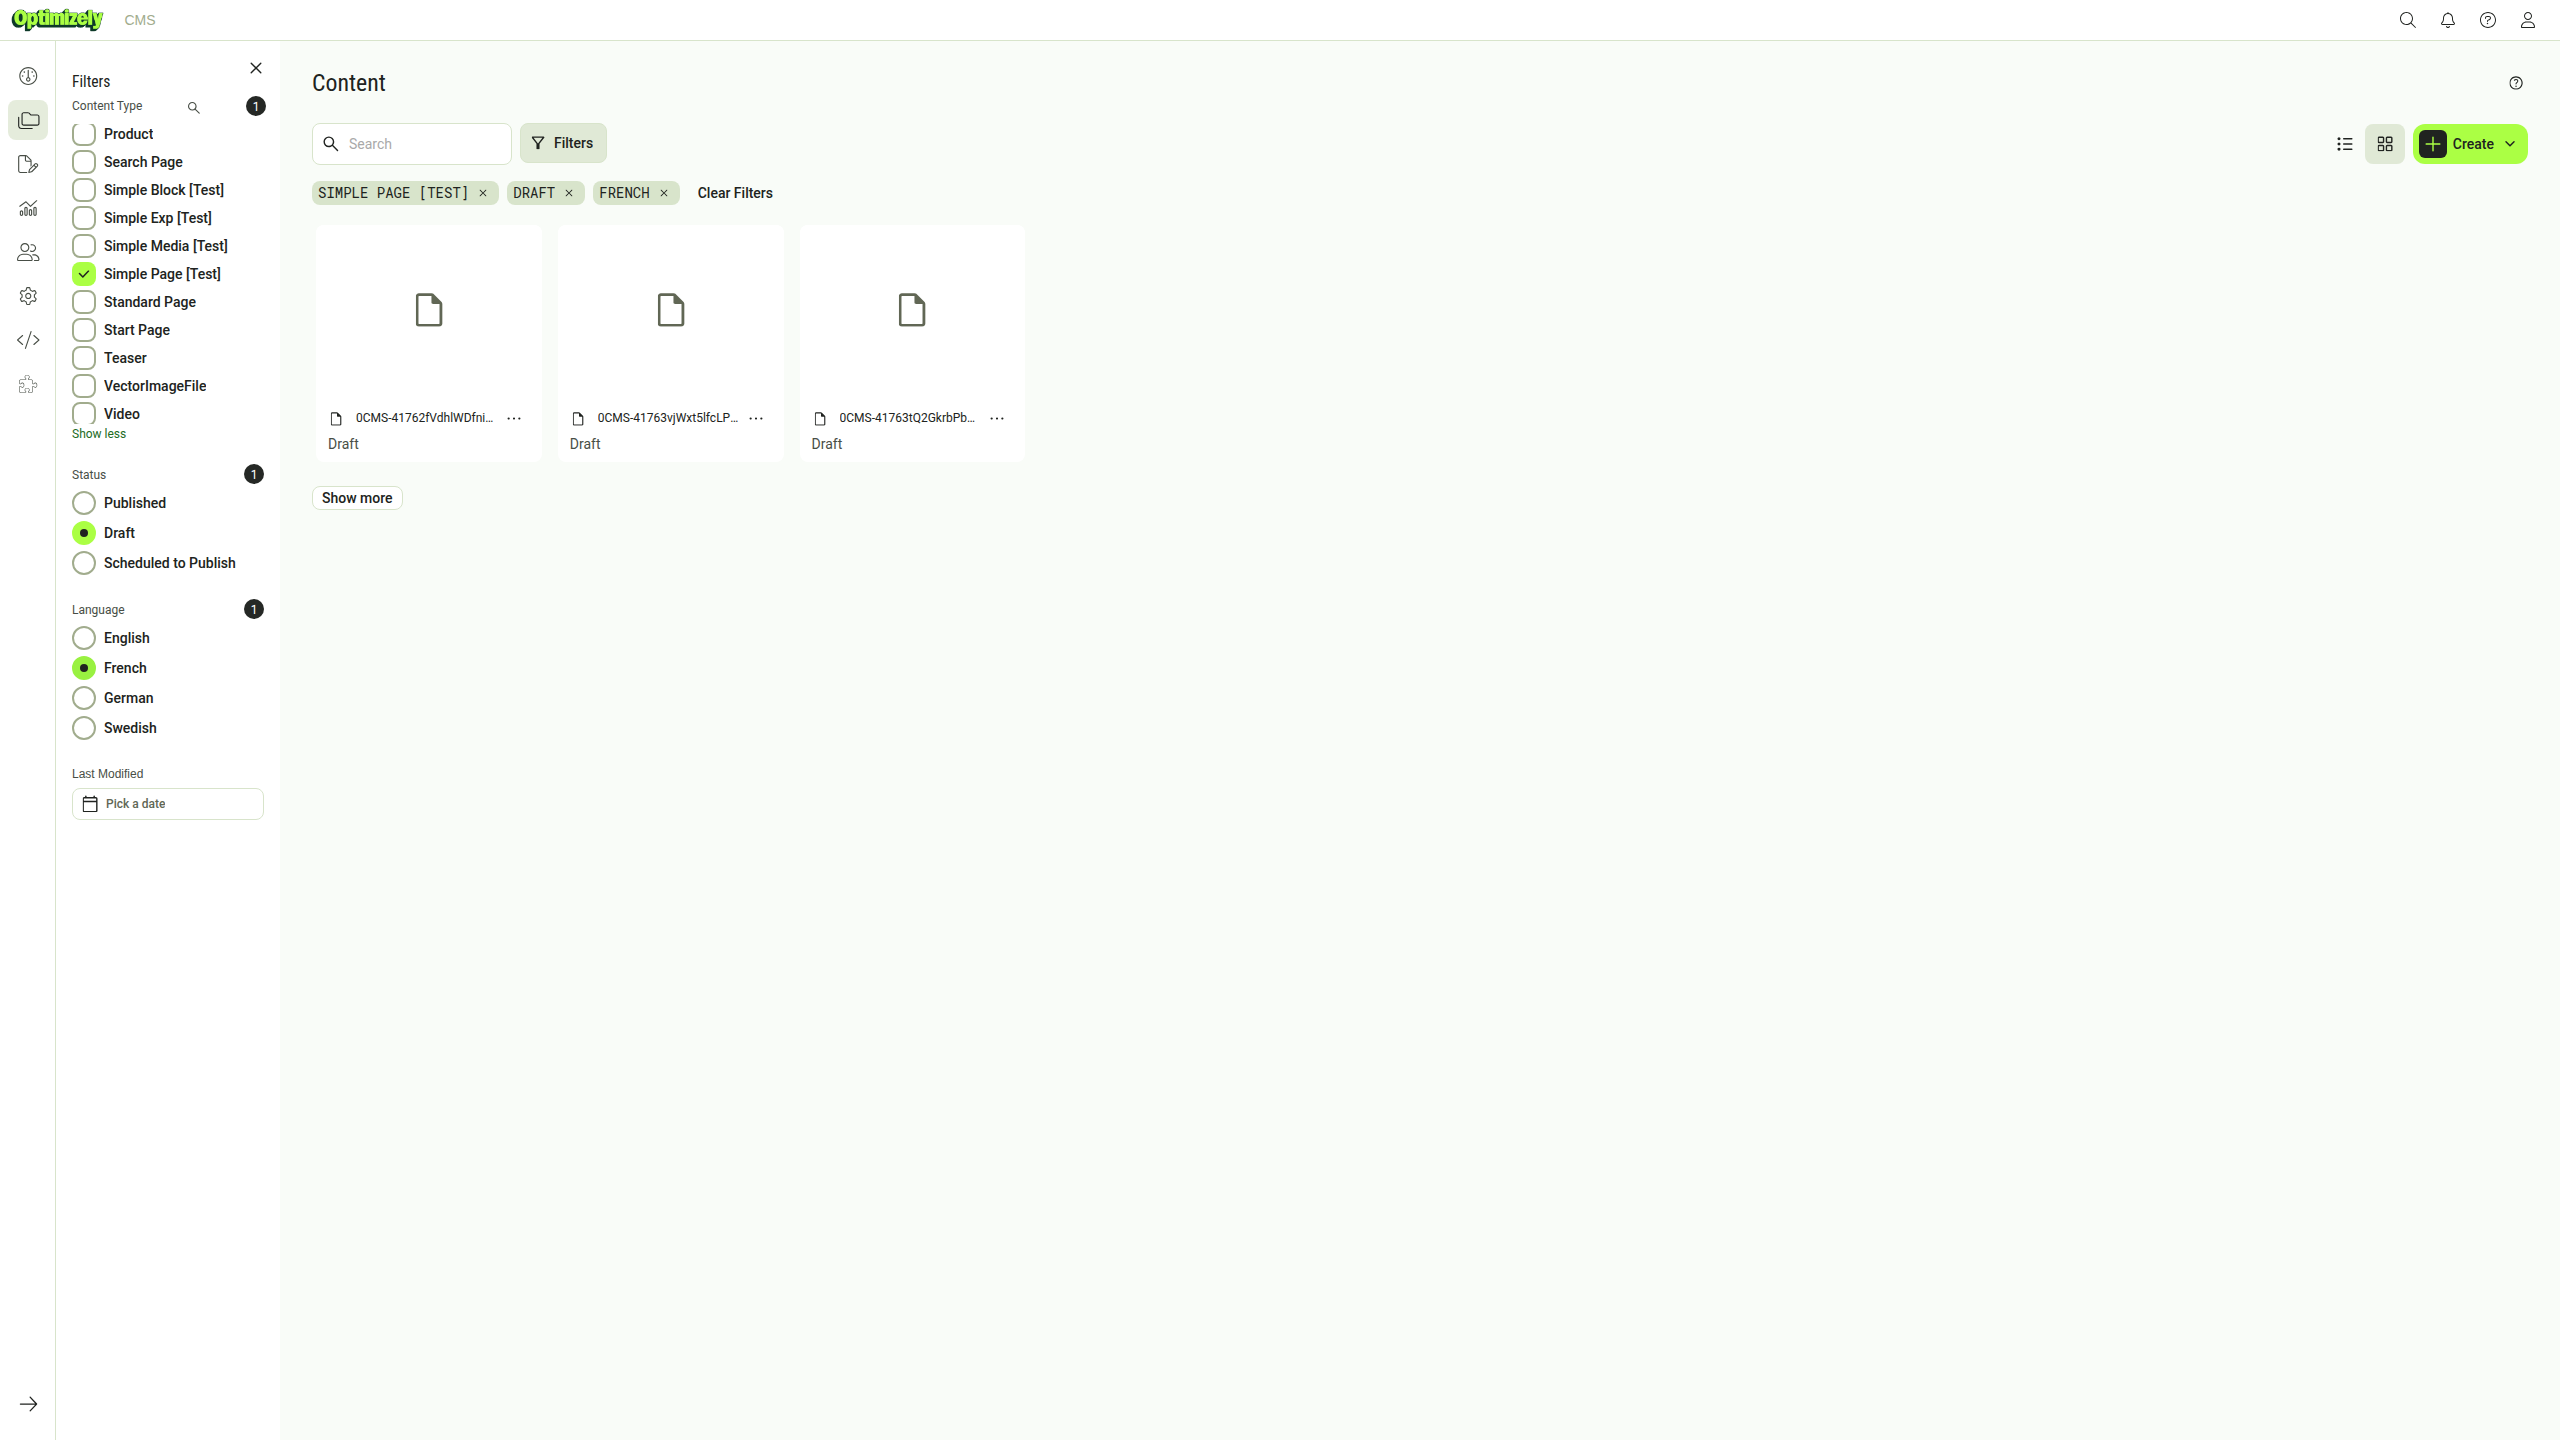 Optimizely CMS
Filters
Content Type 1
Product
Search Page
Simple Block [Test]
Simple Exp [Test]
Simple Media [Test]
Simple Page [Test]
Standard Page
Start Page
Teaser
VectorImageFile
Video
Show less
Status 1
Published
Draft
Scheduled to Publish
Language 1
English
French
German
Swedish
Last Modified
Pick a date
Content
Search
Filters
Create
SIMPLE PAGE [TEST]
DRAFT
FRENCH
Clear Filters
0CMS-41762fVdhlWDfni...
Draft
0CMS-41763vjWxt5lfcLP...
Draft
0CMS-41763tQ2GkrbPb...
Draft
Show more